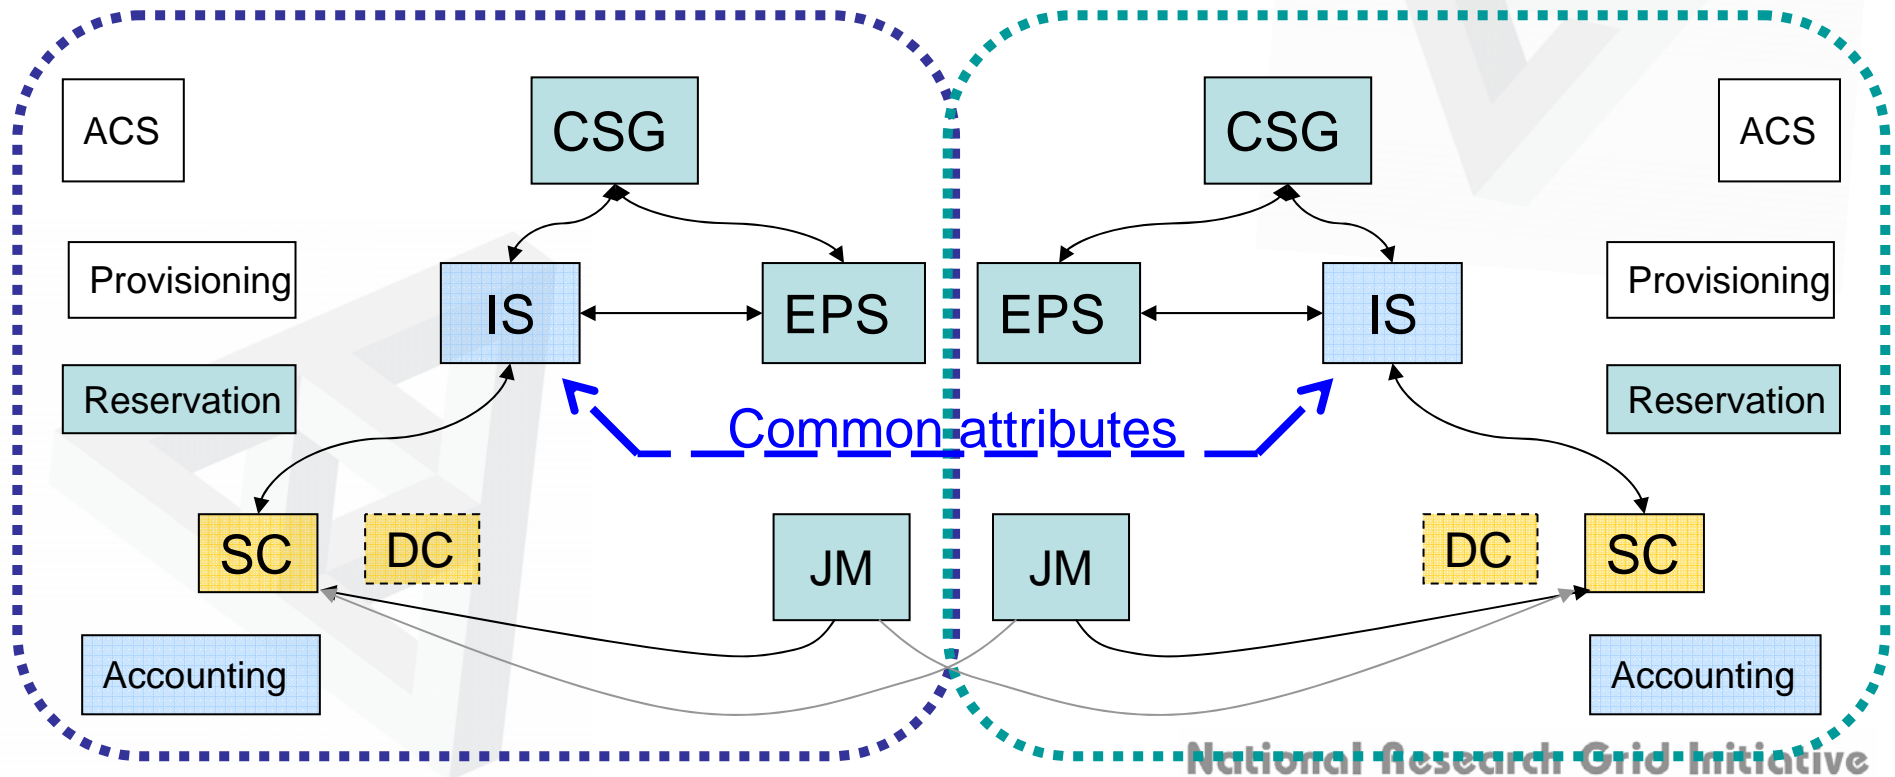 ACS
CSG
CSG
ACS
Provisioning
IS
EPS
EPS
IS
Provisioning
Reservation
Common attributes
Reservation
SC
DC
JM
JM
DC
SC
Accounting
Accounting
National Research Grid Initiative